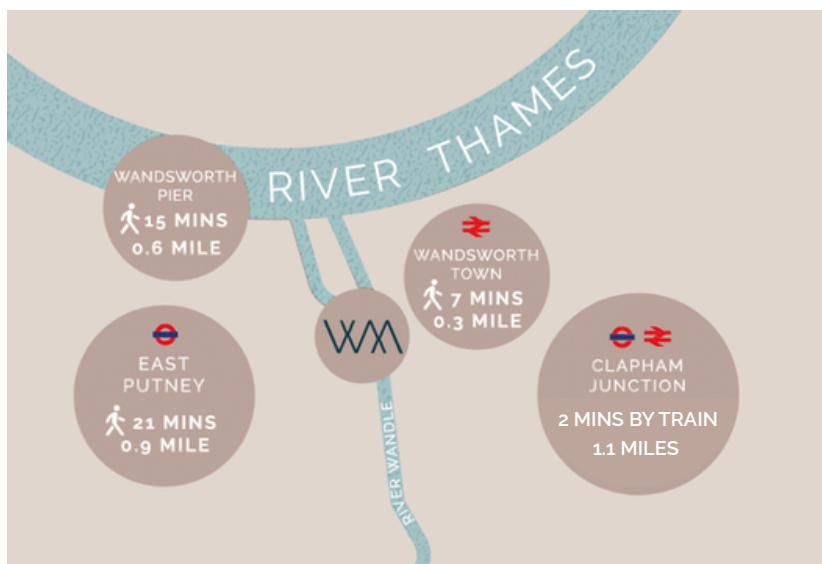 RIVER THAMES
WANDSWORTH
PIER
15 MINS
0.6 MILE
WANDSWORTH
TOWN
7 MINS
0.3 MILE
WM
EAST
PUTNEY
21 MINS
0.9 MILE
CLAPHAM
JUNCTION
2 MINS BY TRAIN
1.1 MILES
RIVER WANDLE